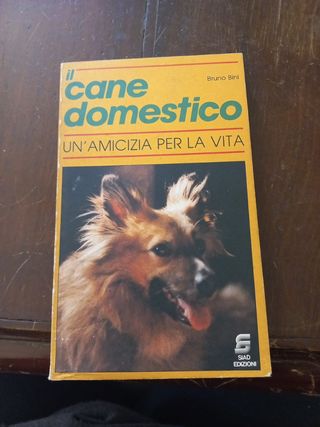 il
Bruno Bini
cane
domestico
UN'AMICIZIA PER LA VITA
SIAD
EDIZIONI